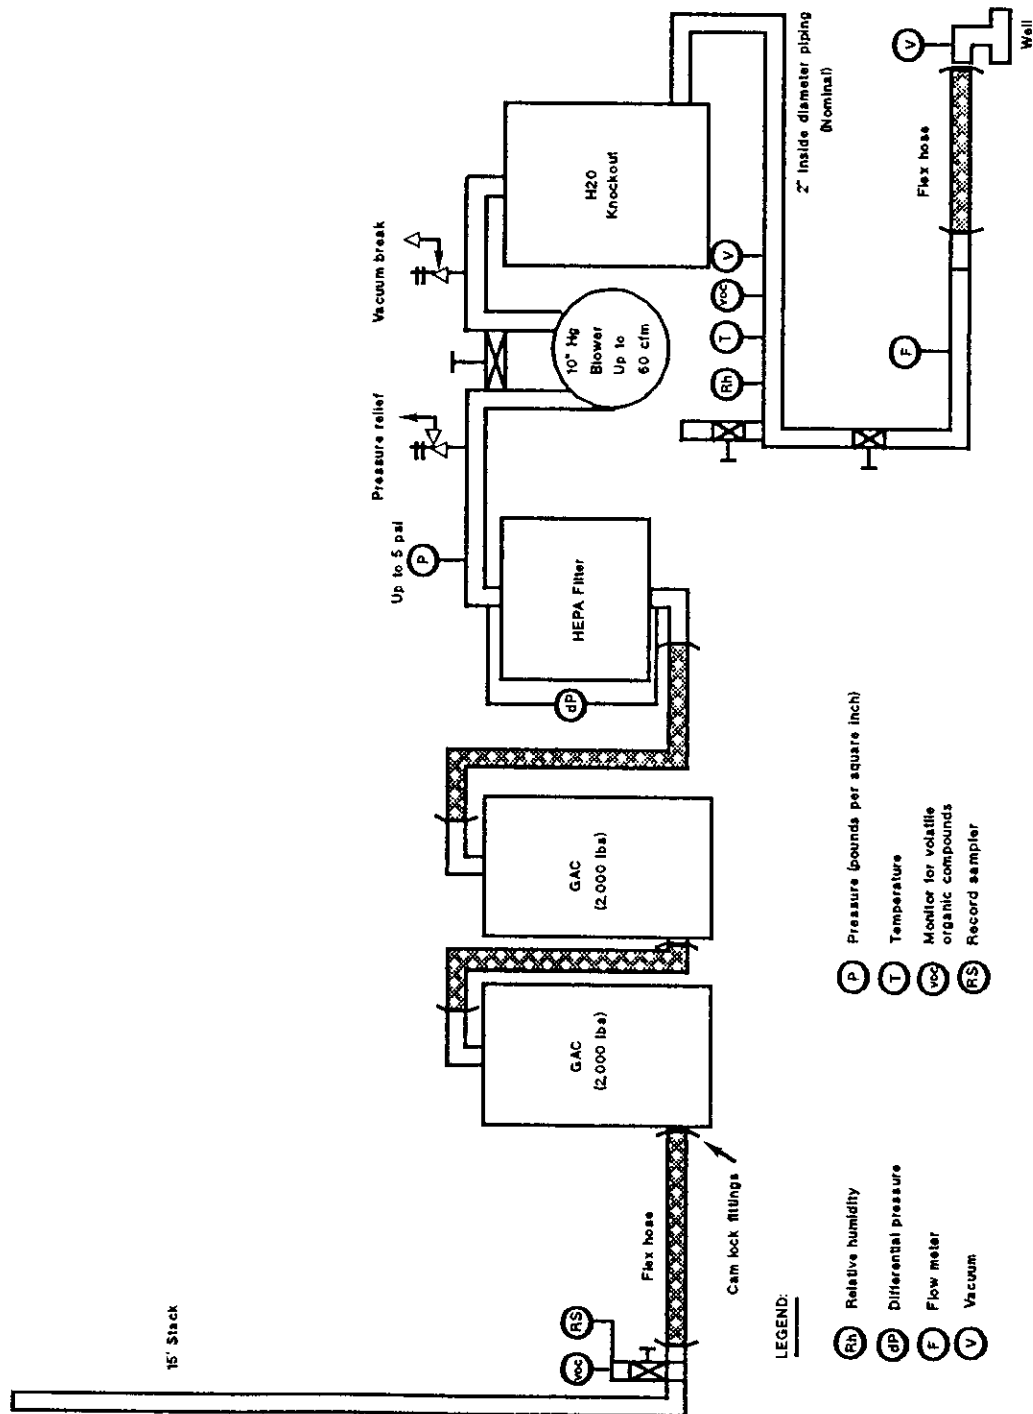 15' Stack
VOC
RS
Flex hose
Cam lock fittings
GAC
(2,000 lbs)
GAC
(2,000 lbs)
dP
HEPA Filter
Up to 5 psi
P
Pressure relief
Vacuum break
10" Hg
Blower
Up to
60 cfm
H20
Knockout
Rh
T
VOC
V
2" Inside diameter piping
(Nominal)
F
Flex hose
V
Well
LEGEND:
Rh Relative humidity
dP Differential pressure
F Flow meter
V Vacuum
P Pressure (pounds per square inch)
T Temperature
VOC Monitor for volatile
organic compounds
RS Record sampler